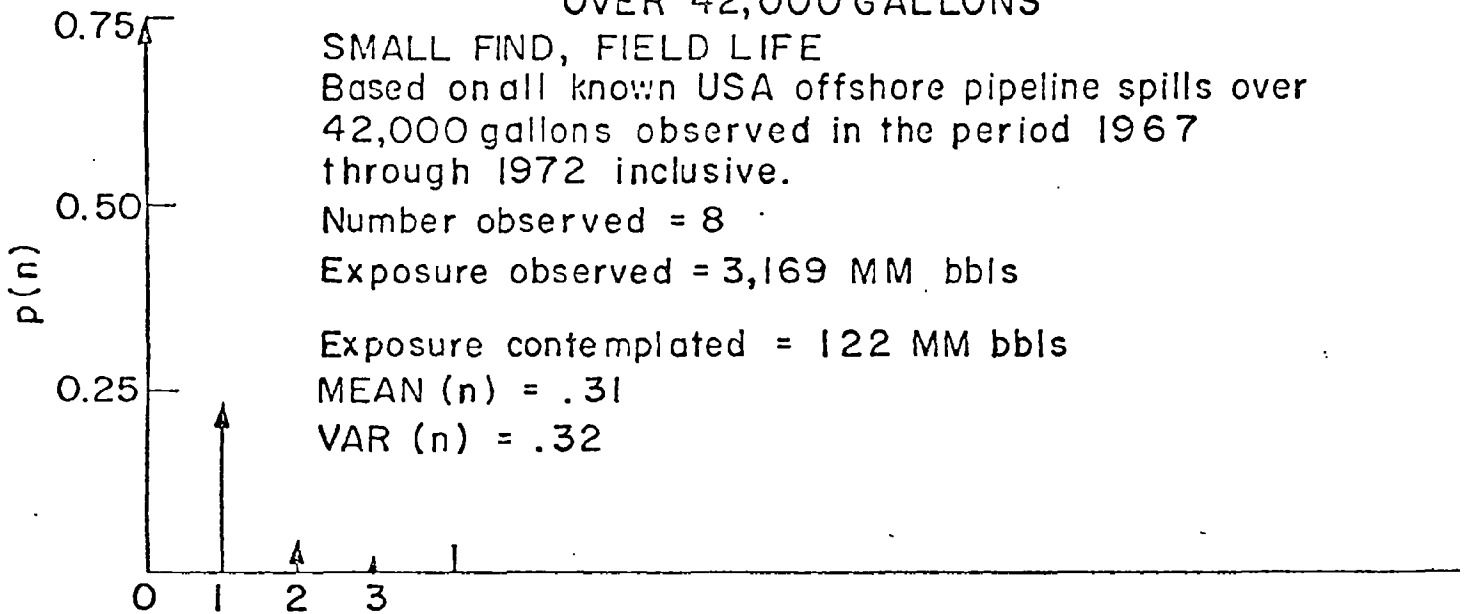 OVER 42,000 GALLONS
0.75
SMALL FIND, FIELD LIFE
Based on all known USA offshore pipeline spills over
42,000 gallons observed in the period 1967
through 1972 inclusive.
0.50
Number observed = 8
p(n)
Exposure observed = 3,169 MM bbls
Exposure contemplated = 122 MM bbls
0.25
MEAN (n) = .31
VAR (n) = .32
0 1 2 3